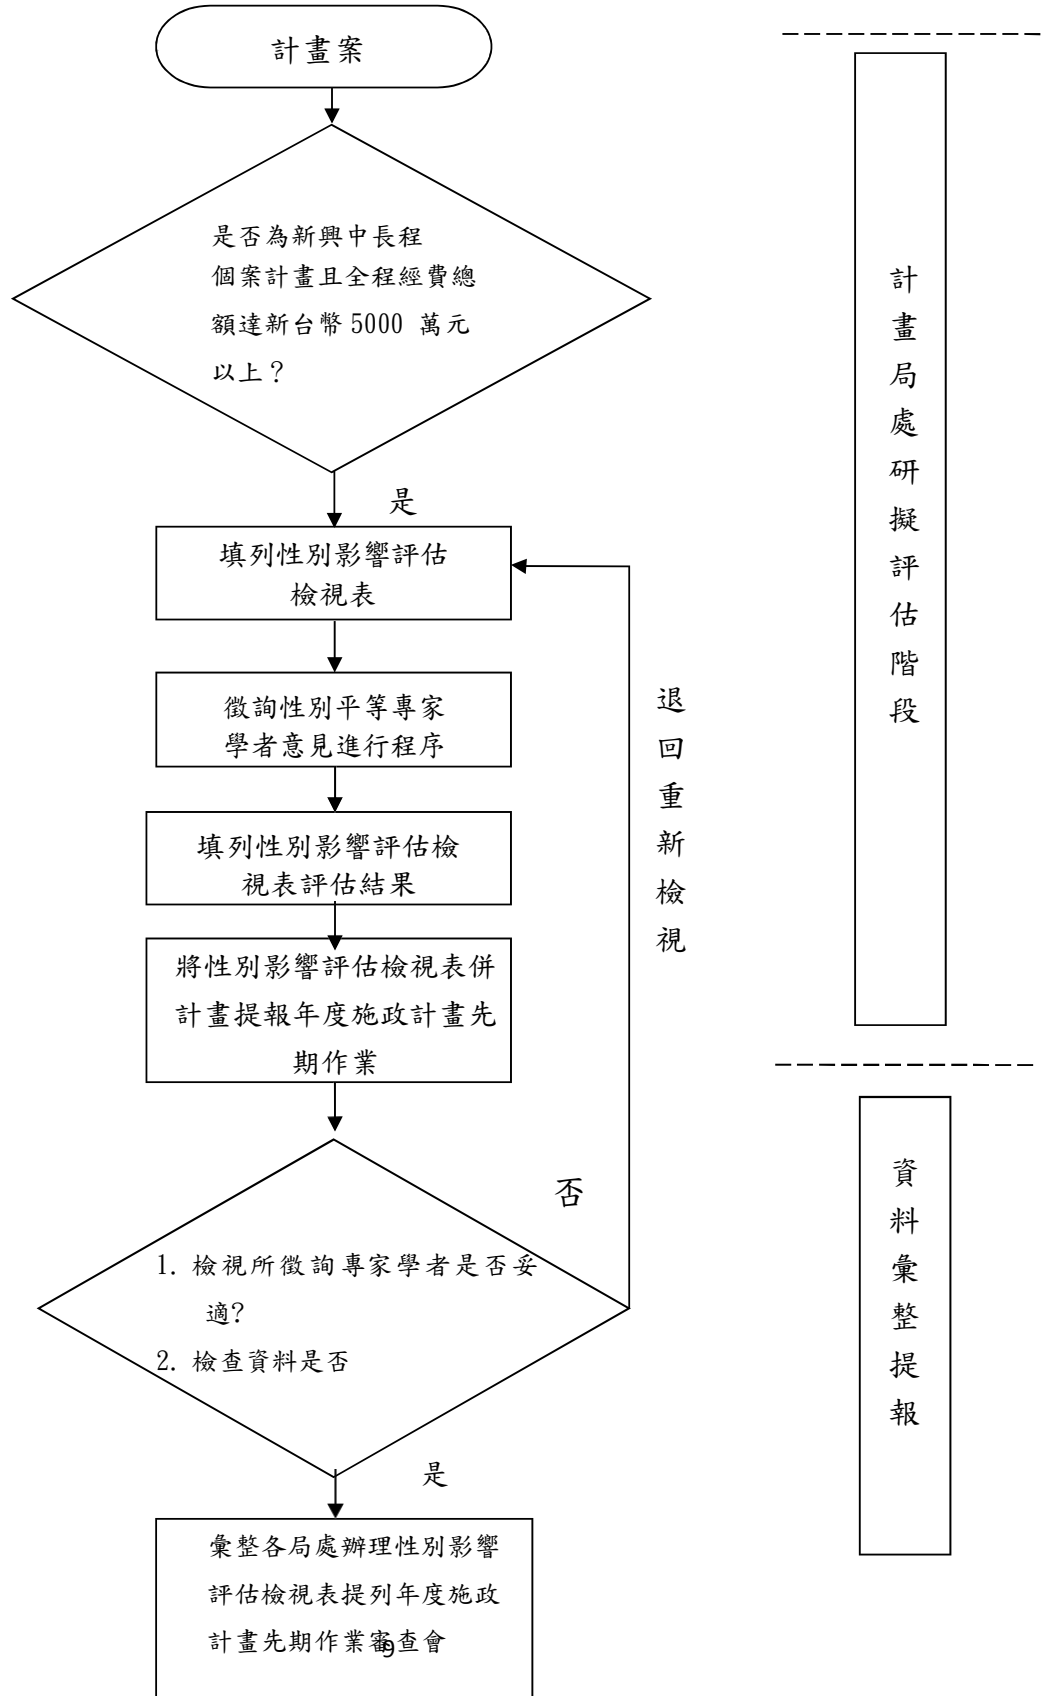 計畫案
是否為新興中長程
個案計畫且全程經費總
額達新台幣 5000 萬元
以上？
是
填列性別影響評估
檢視表
徵詢性別平等專家
學者意見進行程序
填列性別影響評估檢
視表評估結果
將性別影響評估檢視表併
計畫提報年度施政計畫先
期作業
否
1. 檢視所徵詢專家學者是否妥
適?
2. 檢查資料是否
是
彙整各局處辦理性別影響
評估檢視表提列年度施政
計畫先期作業審查會
9
退回重新檢視
計畫局處研擬評估階段
資料彙整提報